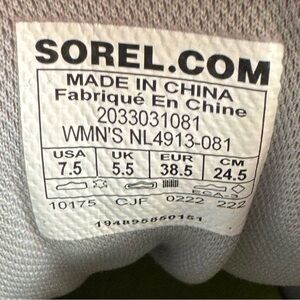 SOREL.COM
MADE IN CHINA
Fabriqué En Chine
2033031081
WMN'S NL4913-081
USA UK EUR CM
7.5 5.5 38.5 24.5
10175 CJF 0222 222
194895850151